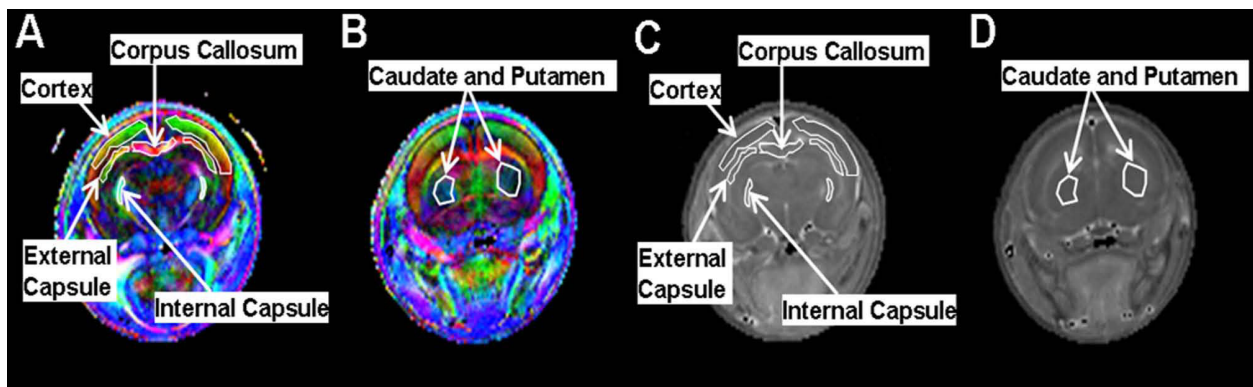 A
Corpus Callosum
Cortex
External
Capsule
Internal Capsule
B
Caudate and Putamen
C
Corpus Callosum
Cortex
External
Capsule
Internal Capsule
D
Caudate and Putamen